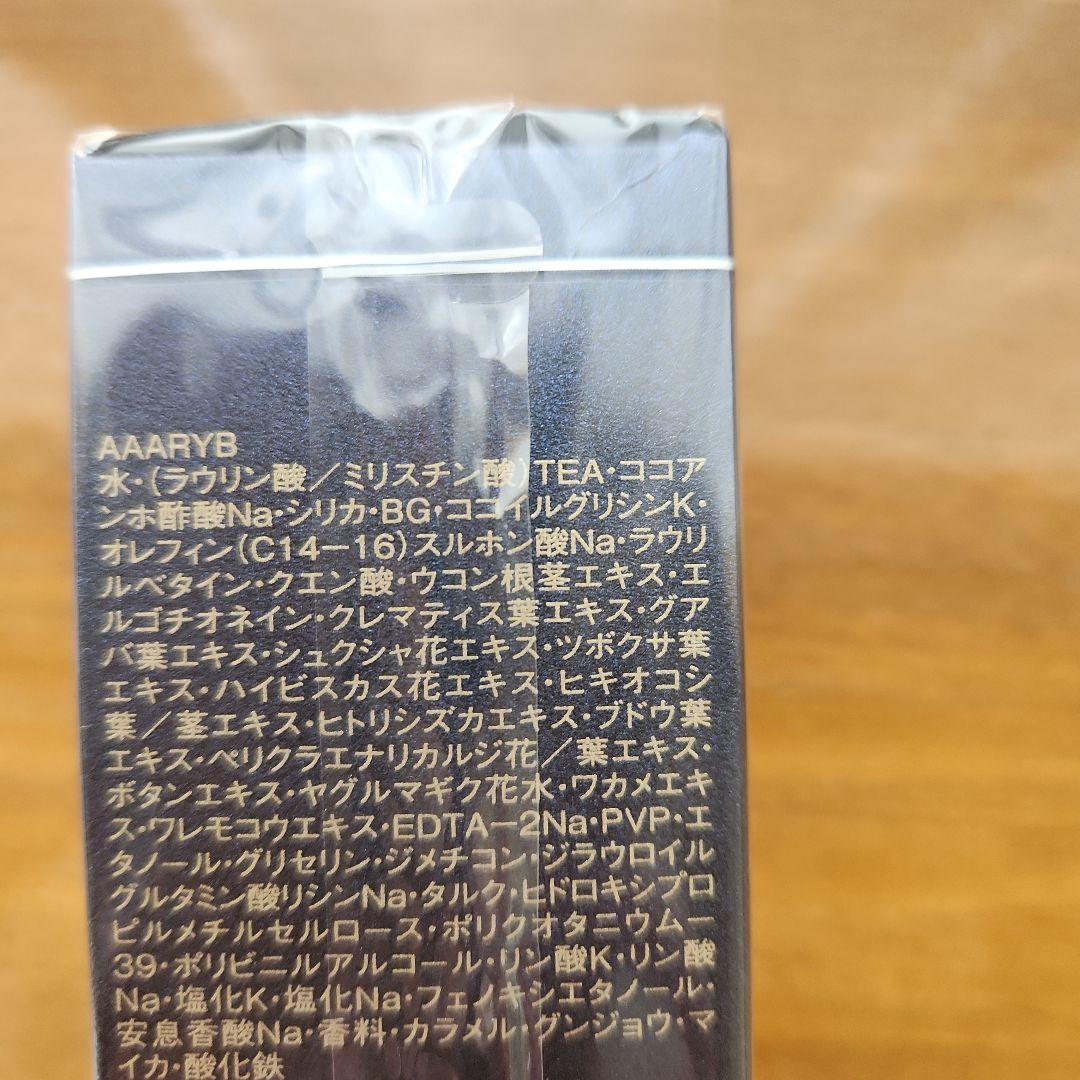 AAARYB
水・(ラウリン酸／ミリスチン酸)TEA・ココア
ンホ酢酸Na・シリカ・BG・ココイルグリシンK・
オレフィン(C14－16)スルホン酸Na・ラウリ
ルベタイン・クエン酸・ウコン根茎エキス・エ
ルゴチオネイン・クレマティス葉エキス・グア
バ葉エキス・シュクシャ花エキス・ツボクサ葉
エキス・ハイビスカス花エキス・ヒキオコシ
葉／茎エキス・ヒトリシズカエキス・ブドウ葉
エキス・ペリクラエナリカルジ花／葉エキス・
ボタンエキス・ヤグルマギク花水・ワカメエキ
ス・ワレモコウエキス・EDTA－2Na・PVP・エ
タノール・グリセリン・ジメチコン・ジラウロイル
グルタミン酸リシンNa・タルク・ヒドロキシプロ
ピルメチルセルロース・ポリクオタニウムー
39・ポリビニルアルコール・リン酸K・リン酸
Na・塩化K・塩化Na・フェノキシエタノール・
安息香酸Na・香料・カラメル・グンジョウ・マ
イカ・酸化鉄